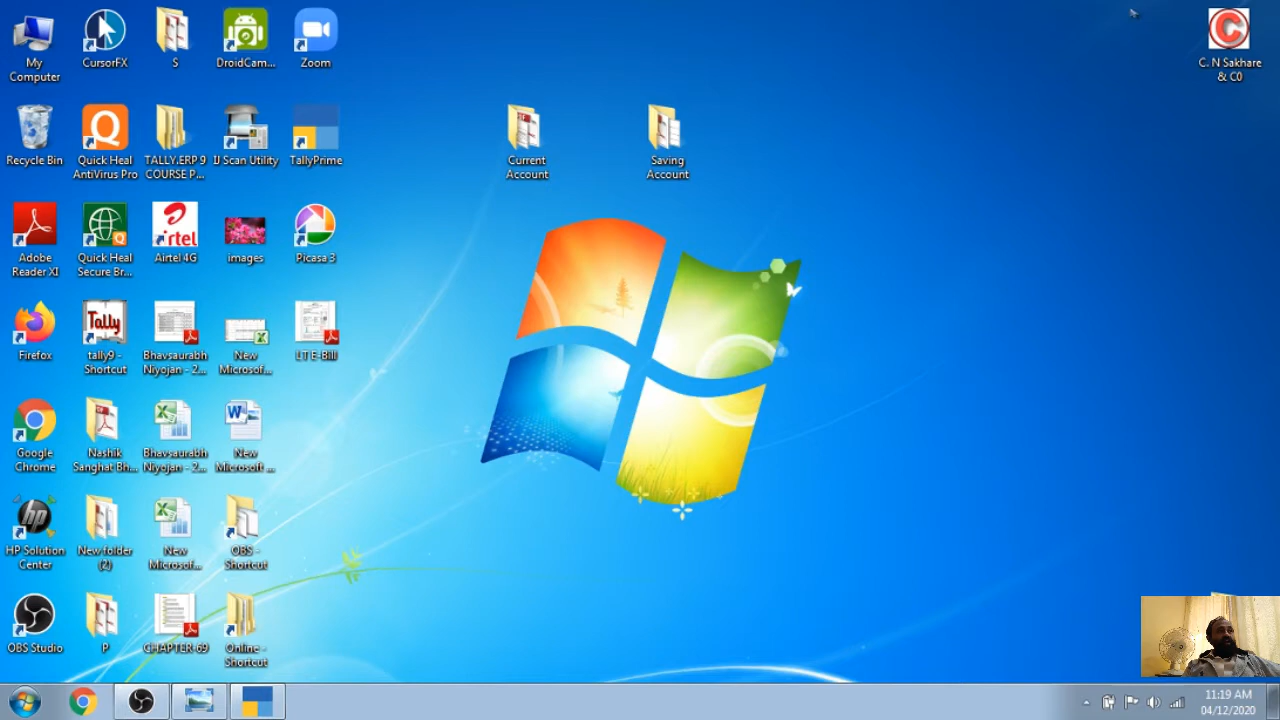 My
Computer
CursorFX
S
DroidCam...
Zoom
C. N Sakhare
& C0
Recycle Bin
Quick Heal
AntiVirus Pro
TALLY.ERP 9
COURSE P...
IJ Scan Utility
TallyPrime
Current
Account
Saving
Account
Adobe
Reader XI
Quick Heal
Secure Br...
airtel
Airtel 4G
images
Picasa 3
Firefox
Tally
tally9 -
Shortcut
Bhavsaurabh
Niyojan - 2...
New
Microsof...
LT E-Bill
Google
Chrome
Nashik
Sanghat Bh...
Bhavsaurabh
Niyojan - 2...
New
Microsoft ...
hp
HP Solution
Center
New folder
(2)
New
Microsof...
OBS -
Shortcut
OBS Studio
P
CHAPTER-69
Online -
Shortcut
11:19 AM
04/12/2020